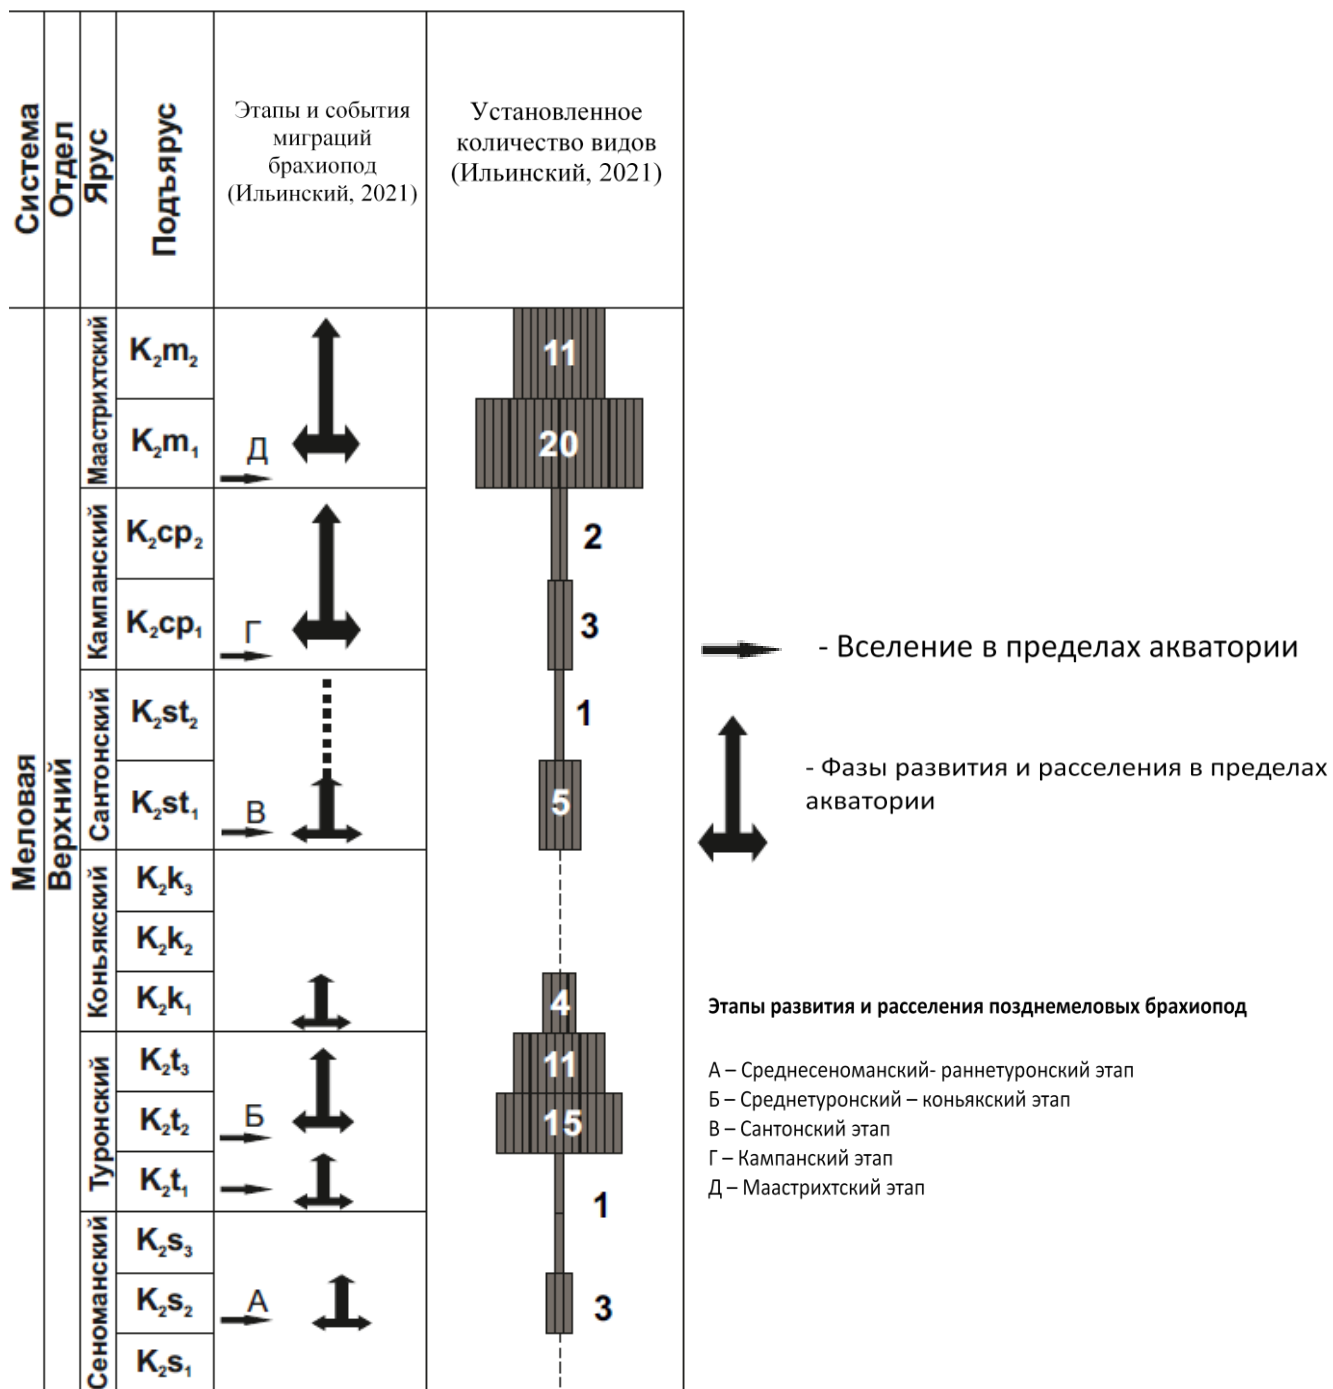 Система
Отдел
Ярус
Подъярус
Этапы и события
миграций
брахиопод
(Ильинский, 2021)
Установленное
количество видов
(Ильинский, 2021)
Меловая
Верхний
Маастрихтский
K₂m₂
11
K₂m₁
Д
20
Кампанский
K₂cp₂
2
K₂cp₁
Г
3
Сантонский
K₂st₂
1
K₂st₁
В
5
Коньякский
K₂k₃
K₂k₂
K₂k₁
4
Туронский
K₂t₃
11
K₂t₂
Б
15
K₂t₁
1
Сеноманский
K₂s₃
K₂s₂
А
3
K₂s₁
- Вселение в пределах акватории
- Фазы развития и расселения в пределах
акватории
Этапы развития и расселения позднемеловых брахиопод
А – Среднесеноманский- раннетуронский этап
Б – Среднетуронский – коньякский этап
В – Сантонский этап
Г – Кампанский этап
Д – Маастрихтский этап